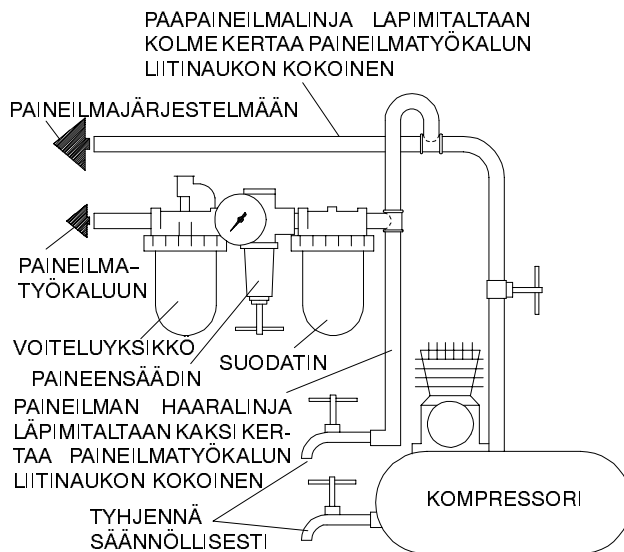 PAAPAINEILMALINJA LAPIMITALTAAN
KOLME KERTAA PAINEILMATYÖKALUN
LIITINAUKON KOKOINEN
PAINEILMAJÄRJESTELMÄÄN
PAINEILMA–
TYÖKALUUN
VOITELUYKSIKKÖ
SUODATIN
PAINEENSÄÄDIN
PAINEILMAN HAARALINJA
LÄPIMITALTAAN KAKSI KER-
TAA PAINEILMATYÖKALUN
LIITINAUKON KOKOINEN
KOMPRESSORI
TYHJENNÄ
SÄÄNNÖLLISESTI